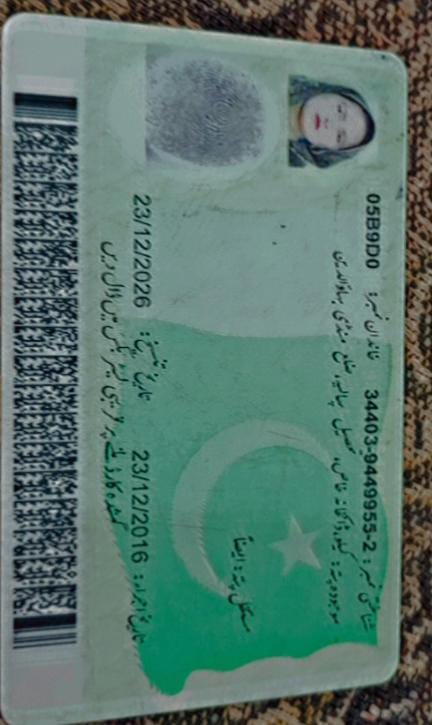 شناختی نمبر: 34403-9449955-2 خاندان نمبر: 05B9D0
موجودہ پتہ: کیلو، ڈاکخانہ خاص، تحصیل پھالیہ، ضلع منڈی بہاؤالدین
مستقل پتہ: ایضاً
تاریخ اجراء: 23/12/2016 تاریخ تنسیخ: 23/12/2026
گمشدہ کارڈ ملنے پر قریبی لیٹر بکس میں ڈال دیں